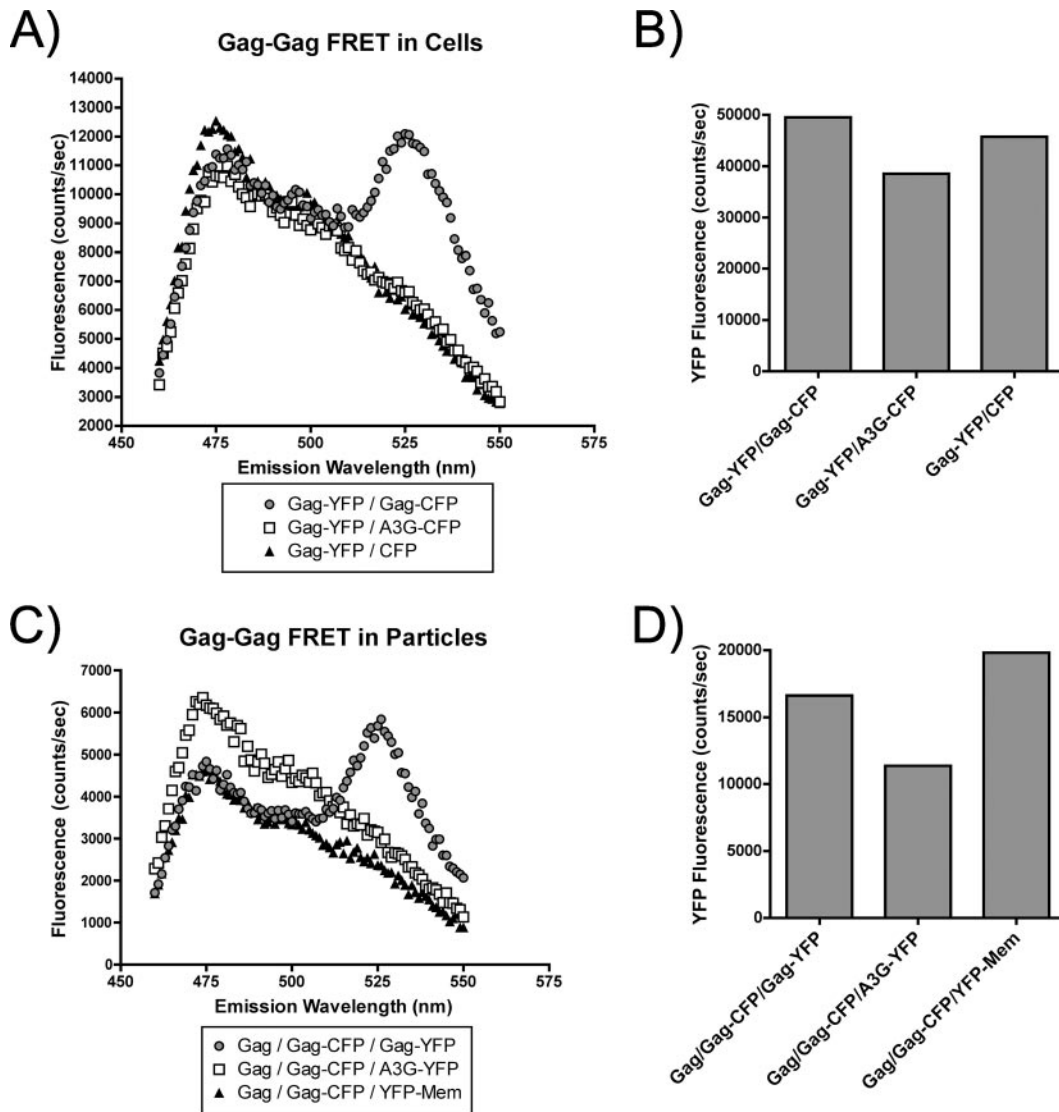 A)
Gag-Gag FRET in Cells
Fluorescence (counts/sec)
14000
13000
12000
11000
10000
9000
8000
7000
6000
5000
4000
3000
2000
450
475
500
525
550
575
Emission Wavelength (nm)
Gag-YFP / Gag-CFP
Gag-YFP / A3G-CFP
Gag-YFP / CFP
B)
YFP Fluorescence (counts/sec)
50000
40000
30000
20000
10000
0
Gag-YFP/Gag-CFP
Gag-YFP/A3G-CFP
Gag-YFP/CFP
C)
Gag-Gag FRET in Particles
Fluorescence (counts/sec)
7000
6000
5000
4000
3000
2000
1000
0
450
475
500
525
550
575
Emission Wavelength (nm)
Gag / Gag-CFP / Gag-YFP
Gag / Gag-CFP / A3G-YFP
Gag / Gag-CFP / YFP-Mem
D)
YFP Fluorescence (counts/sec)
20000
15000
10000
5000
0
Gag/Gag-CFP/Gag-YFP
Gag/Gag-CFP/A3G-YFP
Gag/Gag-CFP/YFP-Mem